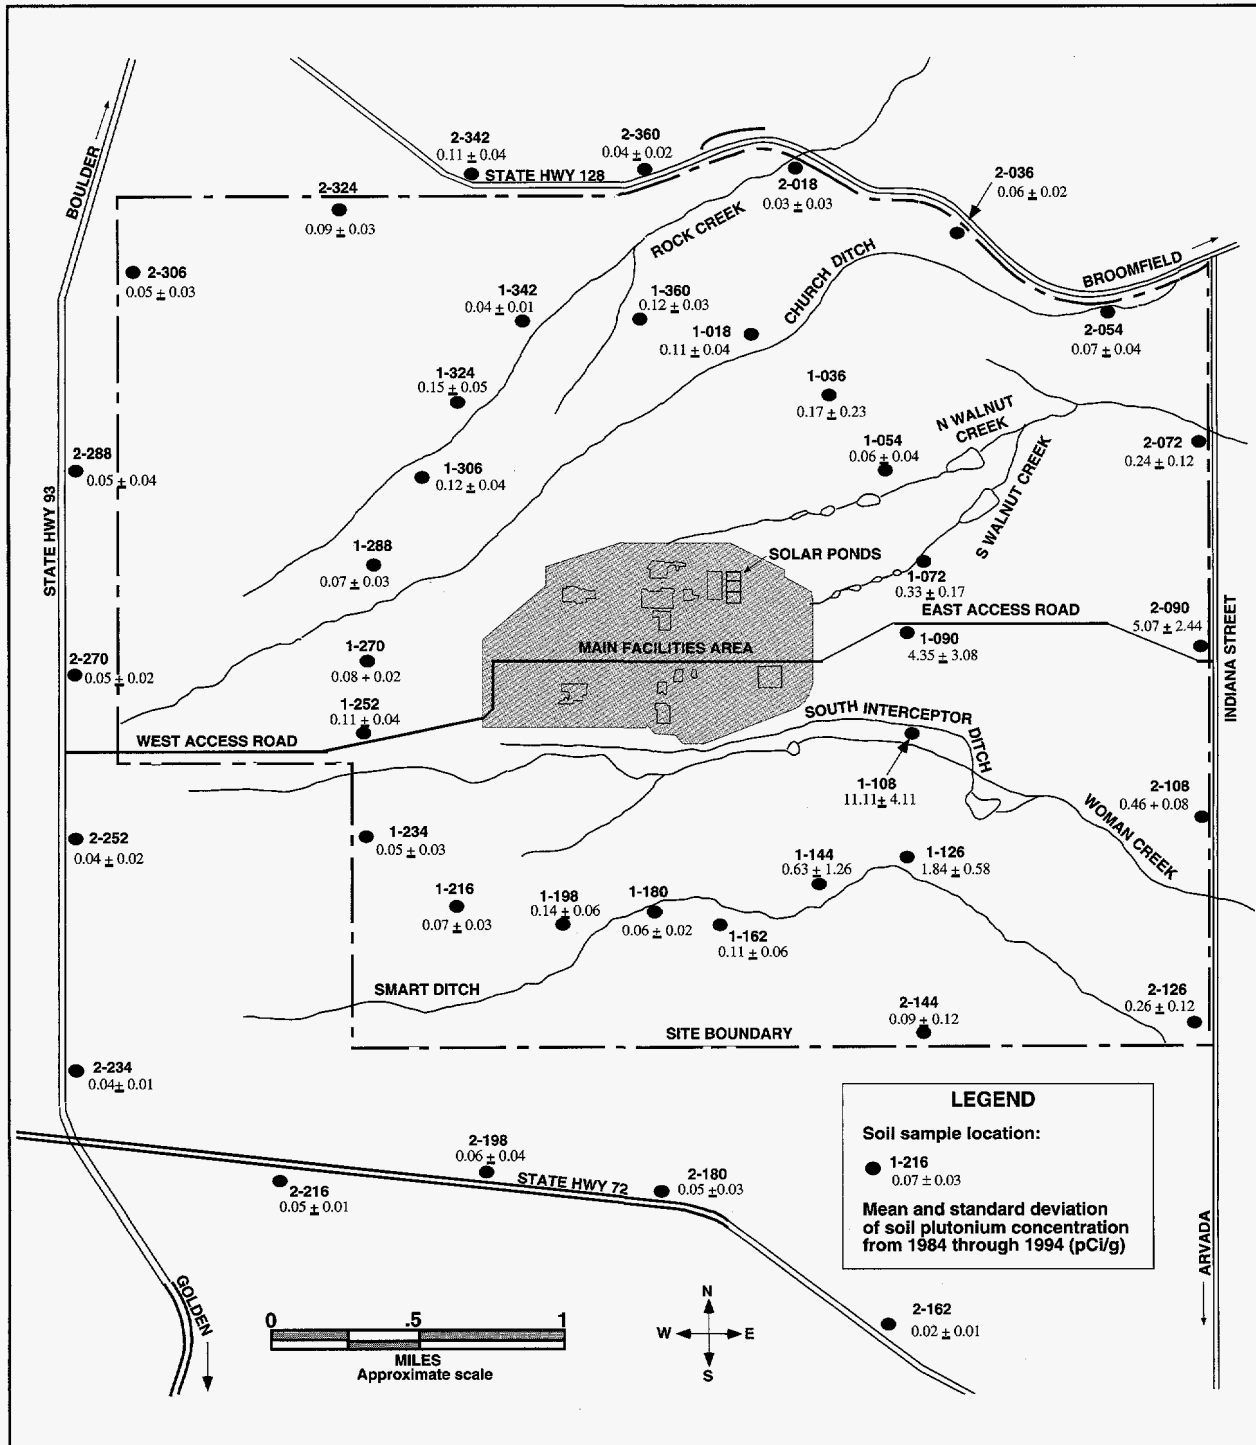 2-342
0.11 ± 0.04
2-360
0.04 ± 0.02
STATE HWY 128
2-018
0.03 ± 0.03
2-036
0.06 ± 0.02
BOULDER
2-324
0.09 ± 0.03
ROCK CREEK
CHURCH DITCH
BROOMFIELD
2-306
0.05 ± 0.03
1-342
0.04 ± 0.01
1-360
0.12 ± 0.03
1-018
0.11 ± 0.04
2-054
0.07 ± 0.04
1-324
0.15 ± 0.05
1-036
0.17 ± 0.23
N WALNUT
CREEK
1-054
0.06 ± 0.04
2-072
0.24 ± 0.12
2-288
0.05 ± 0.04
1-306
0.12 ± 0.04
S WALNUT CREEK
STATE HWY 93
1-288
0.07 ± 0.03
SOLAR PONDS
1-072
0.33 ± 0.17
EAST ACCESS ROAD
2-090
5.07 ± 2.44
INDIANA STREET
MAIN FACILITIES AREA
1-090
4.35 ± 3.08
2-270
0.05 ± 0.02
1-270
0.08 + 0.02
1-252
0.11 ± 0.04
WEST ACCESS ROAD
SOUTH INTERCEPTOR
DITCH
1-108
11.11 ± 4.11
2-108
0.46 + 0.08
WOMAN CREEK
2-252
0.04 ± 0.02
1-234
0.05 ± 0.03
1-144
0.63 ± 1.26
1-126
1.84 ± 0.58
1-216
0.07 ± 0.03
1-198
0.14 ± 0.06
1-180
0.06 ± 0.02
1-162
0.11 ± 0.06
SMART DITCH
2-144
0.09 ± 0.12
2-126
0.26 ± 0.12
SITE BOUNDARY
2-234
0.04 ± 0.01
2-198
0.06 ± 0.04
2-216
0.05 ± 0.01
STATE HWY 72
2-180
0.05 ±0.03
LEGEND
Soil sample location:
1-216
0.07 ± 0.03
Mean and standard deviation
of soil plutonium concentration
from 1984 through 1994 (pCi/g)
ARVADA
GOLDEN
0 .5 1
MILES
Approximate scale
N
W E
S
2-162
0.02 ± 0.01